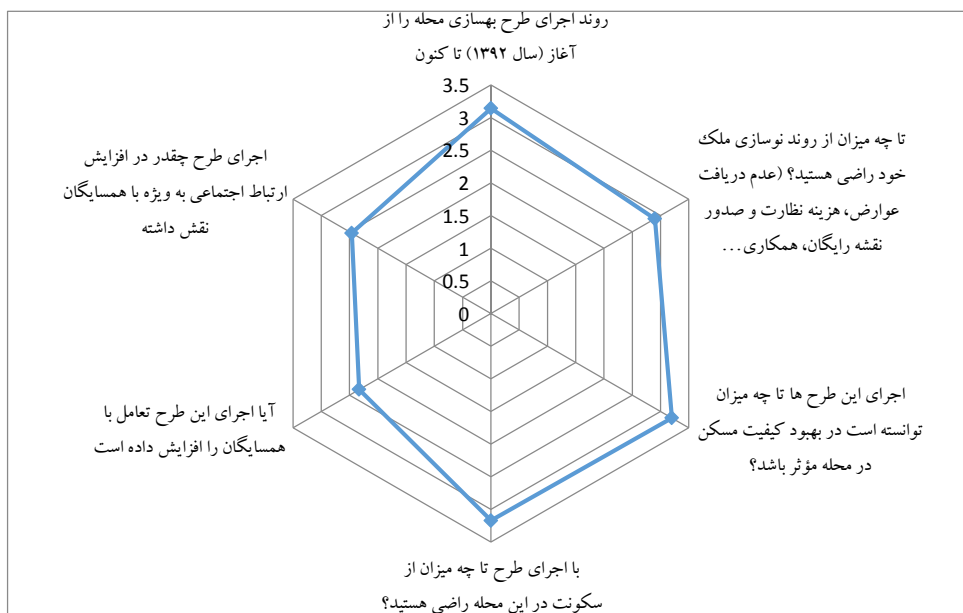 روند اجرای طرح بهسازی محله را از
آغاز (سال ۱۳۹۲) تا کنون
تا چه میزان از روند نوسازی ملک
خود راضی هستید؟ (عدم دریافت
عوارض، هزینه نظارت و صدور
نقشه رایگان، همکاری...
اجرای این طرح ها تا چه میزان
توانسته است در بهبود کیفیت مسکن
در محله مؤثر باشد؟
با اجرای طرح تا چه میزان از
سکونت در این محله راضی هستید؟
آیا اجرای این طرح تعامل با
همسایگان را افزایش داده است
اجرای طرح چقدر در افزایش
ارتباط اجتماعی به ویژه با همسایگان
نقش داشته
3.5
3
2.5
2
1.5
1
0.5
0